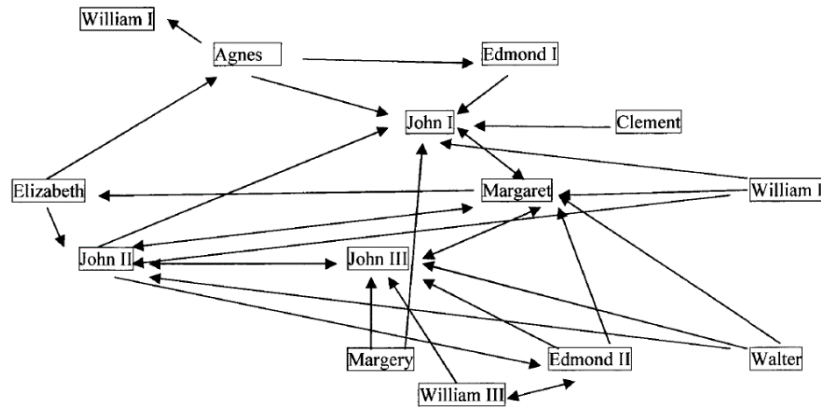 William I
Agnes
Edmond I
John I
Clement
Elizabeth
Margaret
William I
John II
John III
Margery
Edmond II
Walter
William III